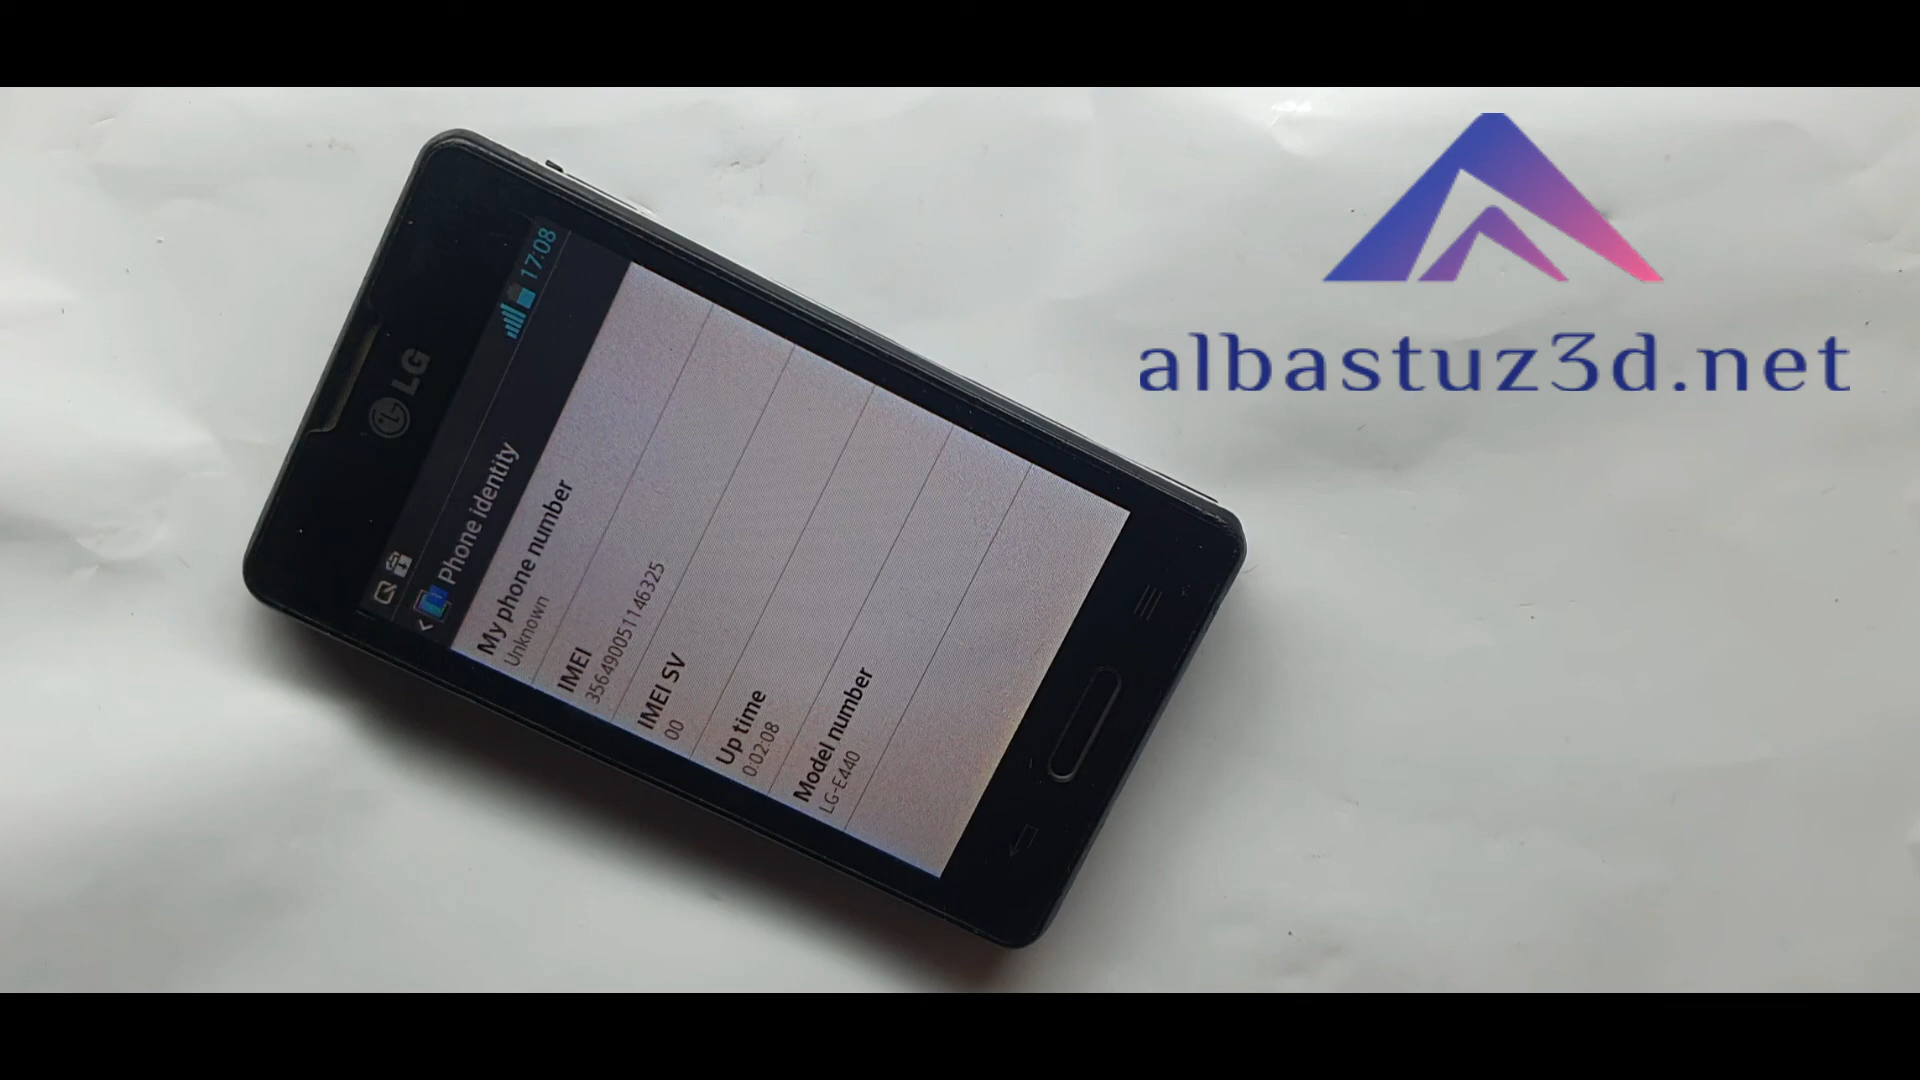 17:08
LG
Phone identity
My phone number
Unknown
IMEI
356490051146325
IMEI SV
00
Up time
0:02:08
Model number
LG-E440
albastuz3d.net